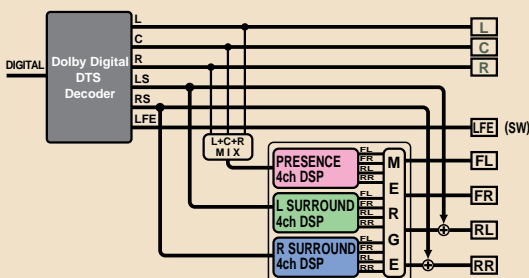 DIGITAL
Dolby Digital
DTS
Decoder
L
C
R
LS
RS
LFE
L
C
R
LFE (SW)
L+C+R
MIX
PRESENCE
4ch DSP
FL
FR
RL
RR
L SURROUND
4ch DSP
FL
FR
RL
RR
R SURROUND
4ch DSP
FL
FR
RL
RR
MERGE
FL
FR
RL
RR